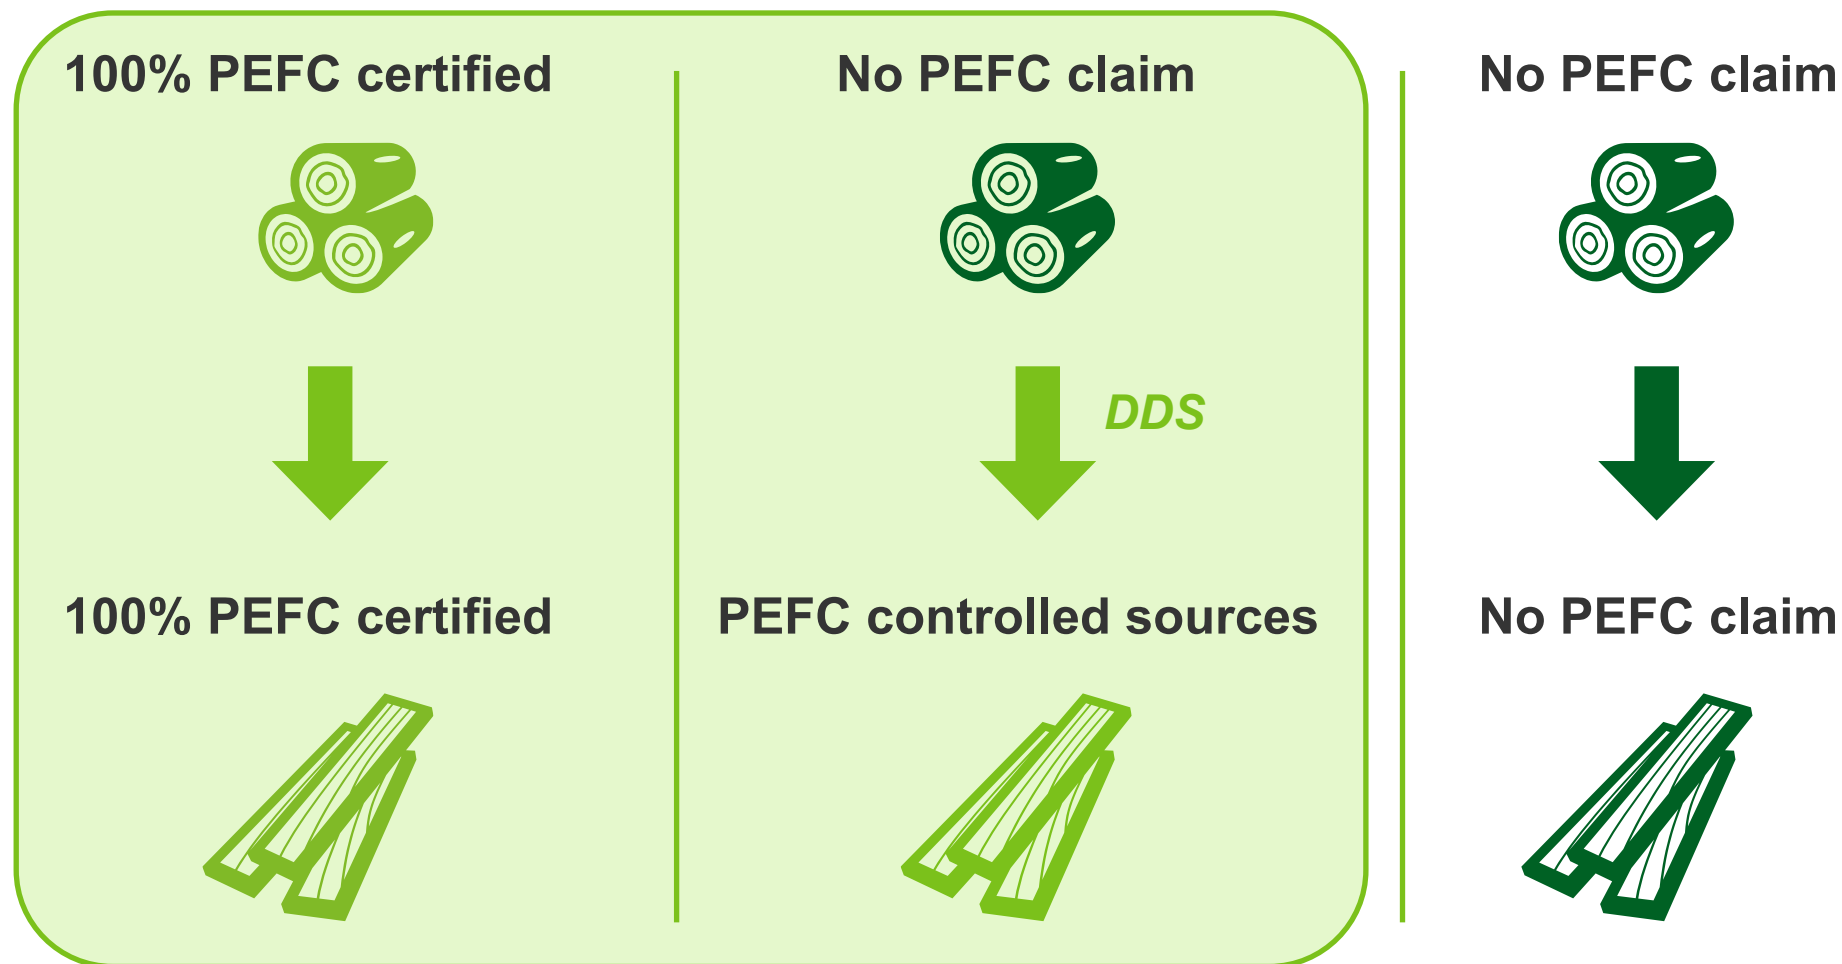 100% PEFC certified
No PEFC claim
No PEFC claim
DDS
100% PEFC certified
PEFC controlled sources
No PEFC claim